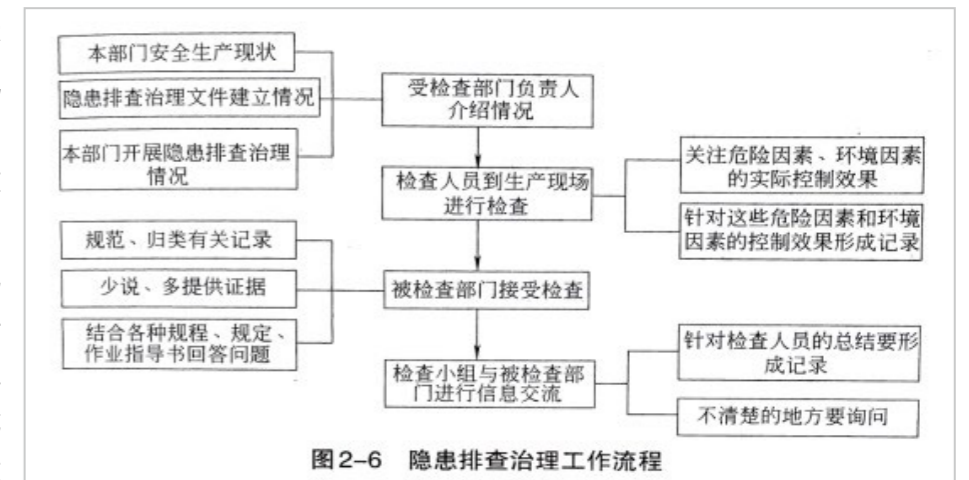 本部门安全生产现状
隐患排查治理文件建立情况
本部门开展隐患排查治理
情况
受检查部门负责人
介绍情况
检查人员到生产现场
进行检查
关注危险因素、环境因素
的实际控制效果
针对这些危险因素和环境
因素的控制效果形成记录
规范、归类有关记录
少说、多提供证据
结合各种规程、规定、
作业指导书回答问题
被检查部门接受检查
检查小组与被检查部
门进行信息交流
针对检查人员的总结要形
成记录
不清楚的地方要询问
图2-6 隐患排查治理工作流程